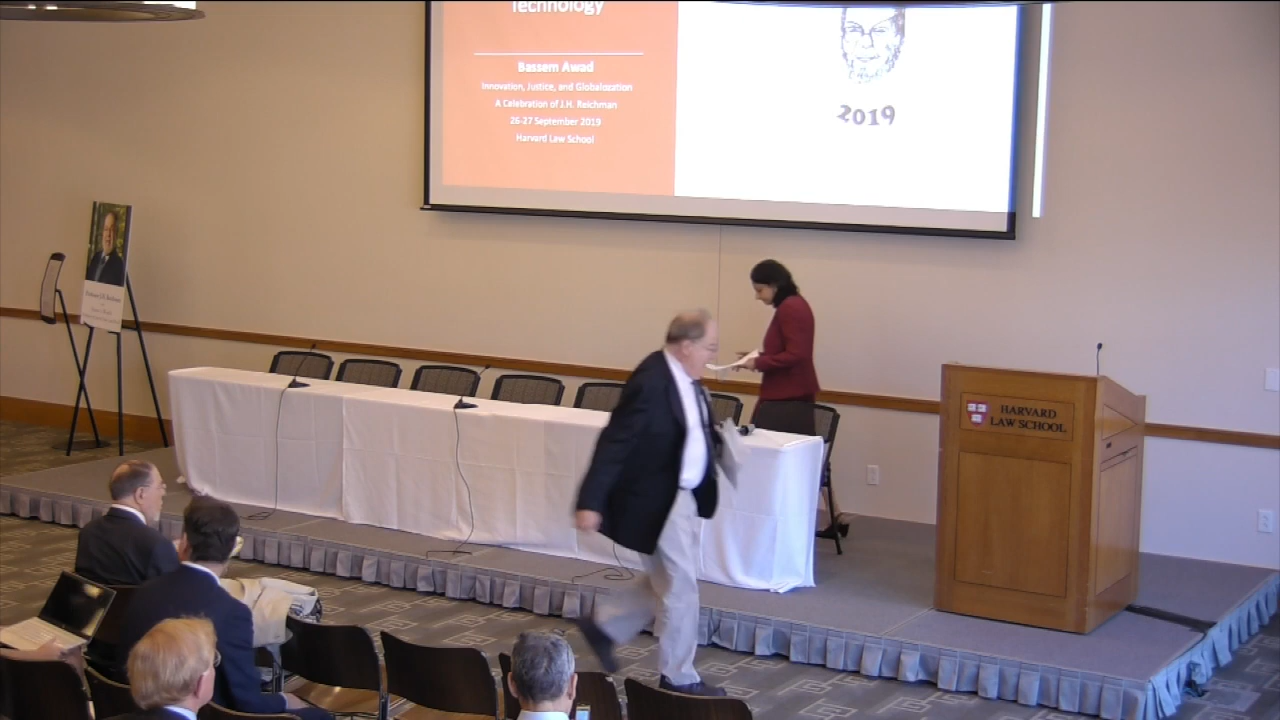 Technology
Bassem Awad
Innovation, Justice, and Globalization
A Celebration of J.H. Reichman
26-27 September 2019
Harvard Law School
2019
HARVARD
LAW SCHOOL